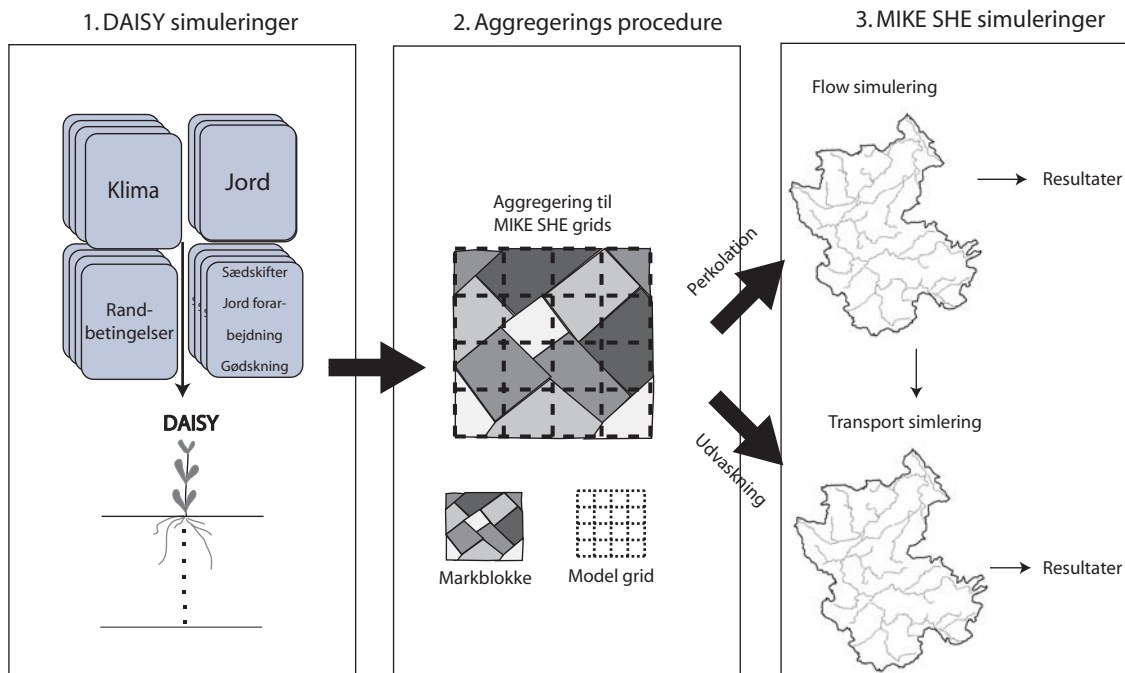 1. DAISY simuleringer
Klima
Jord
Rand-
betingelser
Sædskifter
Jord forar-
bejdning
Gødskning
DAISY
2. Aggregerings procedure
Aggregering til
MIKE SHE grids
Markblokke
Model grid
Perkolation
Udvaskning
3. MIKE SHE simuleringer
Flow simulering
Resultater
Transport simlering
Resultater